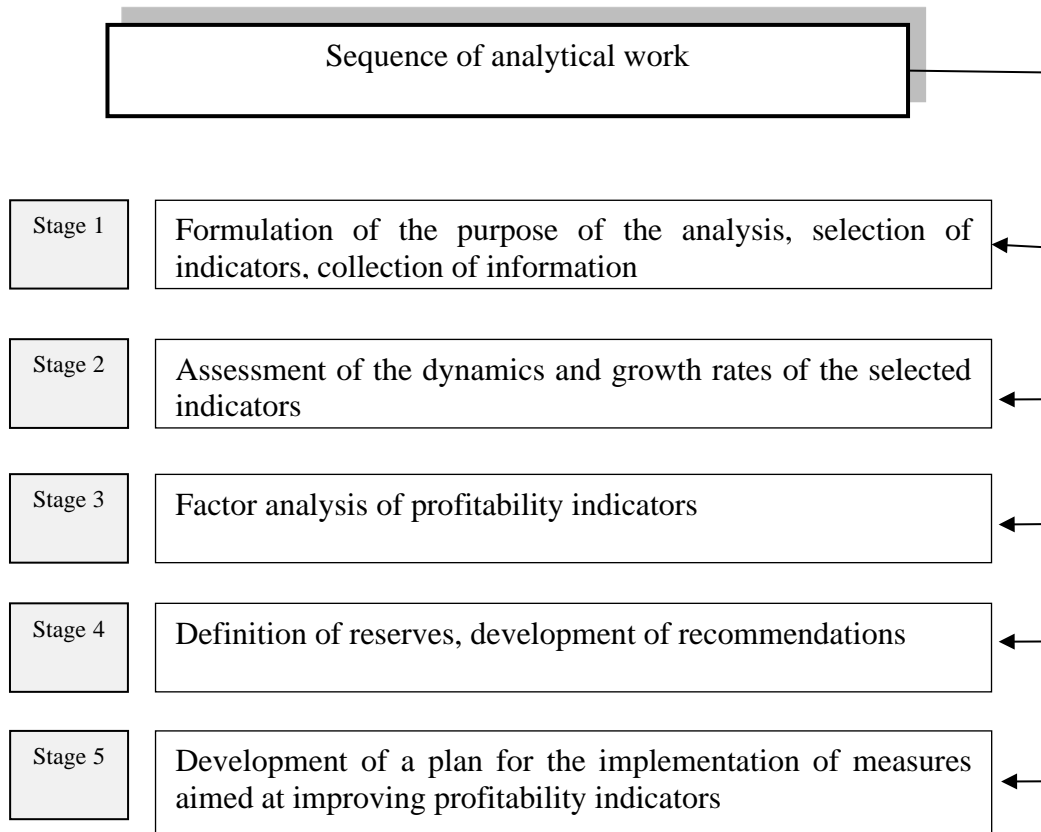 Sequence of analytical work
Stage 1
Formulation of the purpose of the analysis, selection of
indicators, collection of information
Stage 2
Assessment of the dynamics and growth rates of the selected
indicators
Stage 3
Factor analysis of profitability indicators
Stage 4
Definition of reserves, development of recommendations
Stage 5
Development of a plan for the implementation of measures
aimed at improving profitability indicators